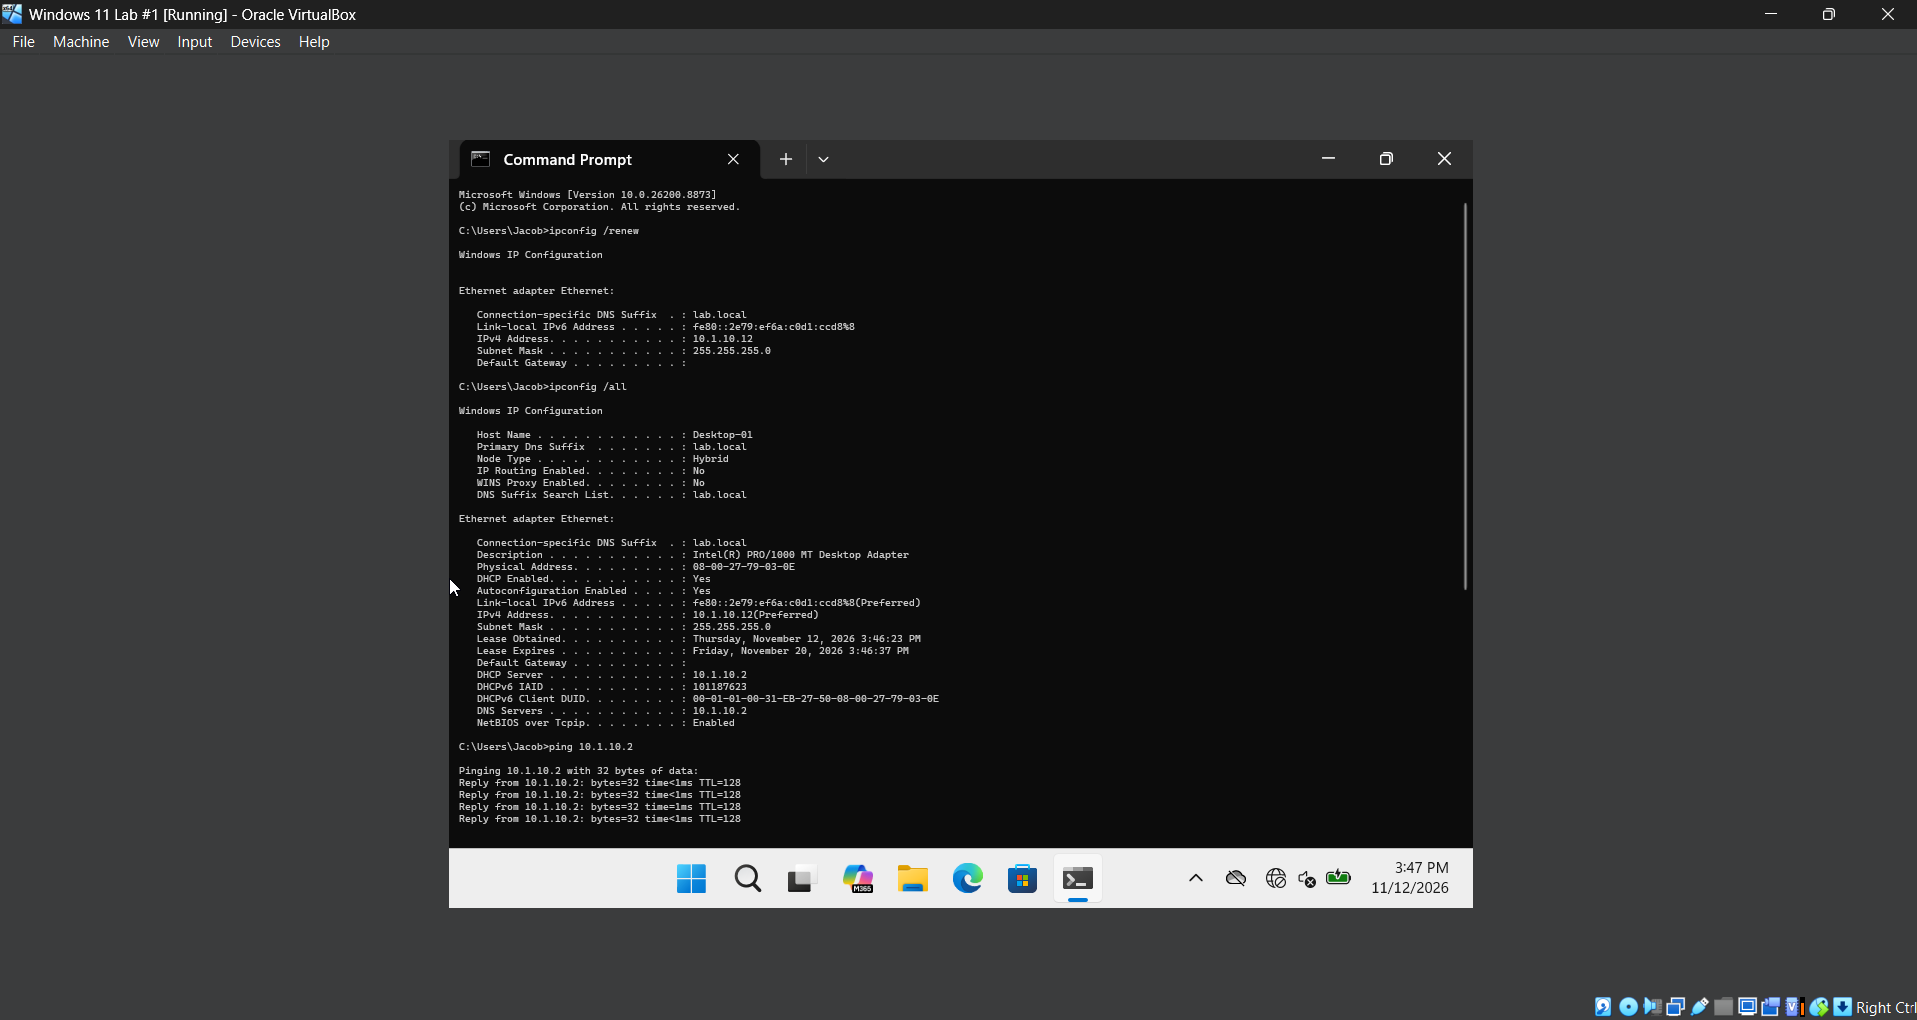 Windows 11 Lab #1 [Running] - Oracle VirtualBox
File Machine View Input Devices Help
Command Prompt
Microsoft Windows [Version 10.0.26200.8873]
(c) Microsoft Corporation. All rights reserved.
C:\Users\Jacob>ipconfig /renew
Windows IP Configuration
Ethernet adapter Ethernet:
Connection-specific DNS Suffix . : lab.local
Link-local IPv6 Address . . . . . : fe80::2e79:ef6a:c0d1:ccd8%8
IPv4 Address. . . . . . . . . . . : 10.1.10.12
Subnet Mask . . . . . . . . . . . : 255.255.255.0
Default Gateway . . . . . . . . . :
C:\Users\Jacob>ipconfig /all
Windows IP Configuration
Host Name . . . . . . . . . . . . : Desktop-01
Primary Dns Suffix . . . . . . . : lab.local
Node Type . . . . . . . . . . . . : Hybrid
IP Routing Enabled. . . . . . . . : No
WINS Proxy Enabled. . . . . . . . : No
DNS Suffix Search List. . . . . . : lab.local
Ethernet adapter Ethernet:
Connection-specific DNS Suffix . : lab.local
Description . . . . . . . . . . . : Intel(R) PRO/1000 MT Desktop Adapter
Physical Address. . . . . . . . . : 08-00-27-79-03-0E
DHCP Enabled. . . . . . . . . . . : Yes
Autoconfiguration Enabled . . . . : Yes
Link-local IPv6 Address . . . . . : fe80::2e79:ef6a:c0d1:ccd8%8(Preferred)
IPv4 Address. . . . . . . . . . . : 10.1.10.12(Preferred)
Subnet Mask . . . . . . . . . . . : 255.255.255.0
Lease Obtained. . . . . . . . . . : Thursday, November 12, 2026 3:46:23 PM
Lease Expires . . . . . . . . . . : Friday, November 20, 2026 3:46:37 PM
Default Gateway . . . . . . . . . :
DHCP Server . . . . . . . . . . . : 10.1.10.2
DHCPv6 IAID . . . . . . . . . . . : 101187623
DHCPv6 Client DUID. . . . . . . . : 00-01-01-00-31-EB-27-50-08-00-27-79-03-0E
DNS Servers . . . . . . . . . . . : 10.1.10.2
NetBIOS over Tcpip. . . . . . . . : Enabled
C:\Users\Jacob>ping 10.1.10.2
Pinging 10.1.10.2 with 32 bytes of data:
Reply from 10.1.10.2: bytes=32 time<1ms TTL=128
Reply from 10.1.10.2: bytes=32 time<1ms TTL=128
Reply from 10.1.10.2: bytes=32 time=1ms TTL=128
Reply from 10.1.10.2: bytes=32 time<1ms TTL=128
M365
3:47 PM
11/12/2026
Right Ctrl